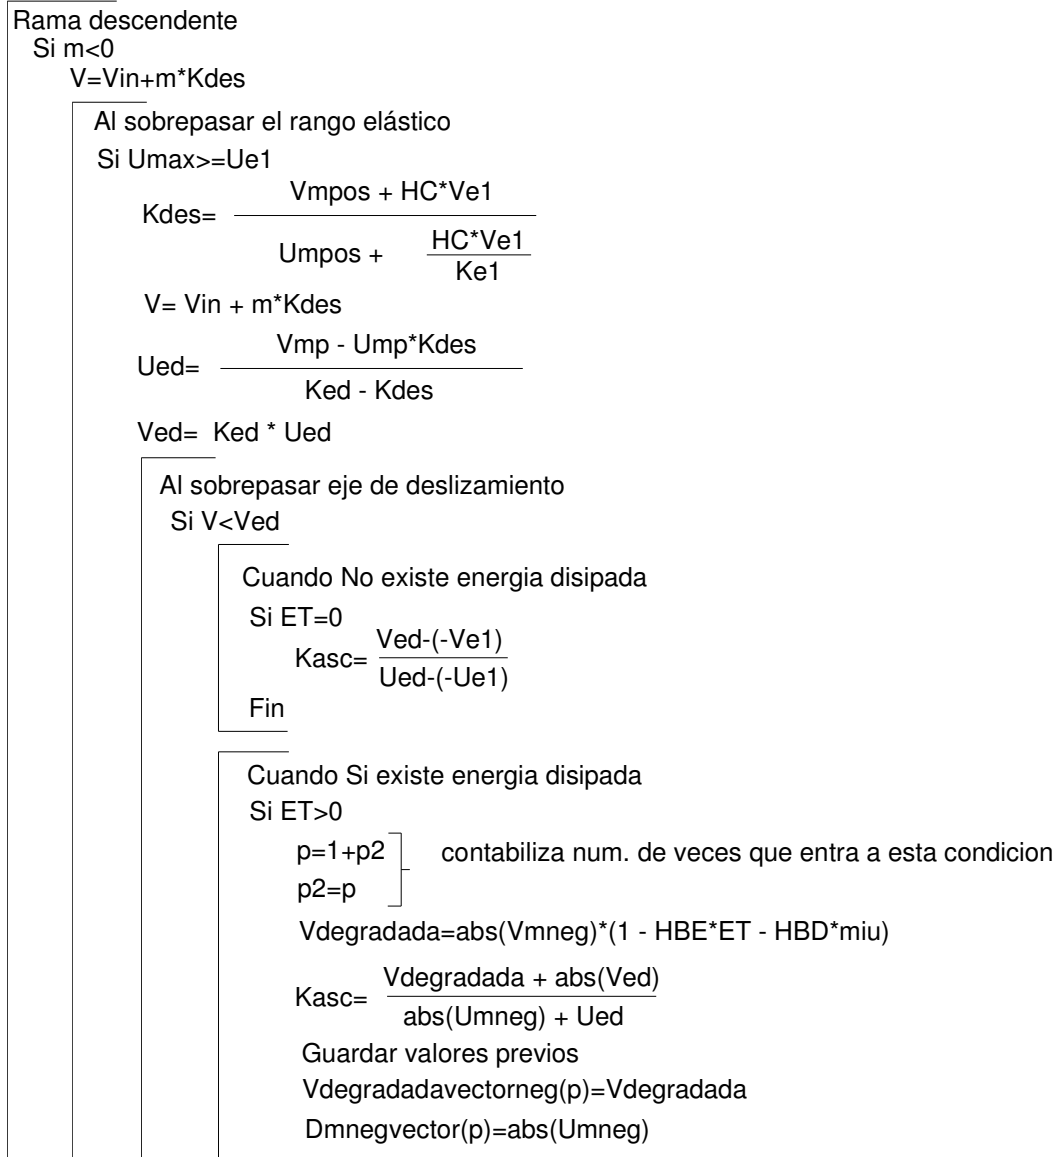 Rama descendente
Si m<0
V=Vin+m*Kdes
Al sobrepasar el rango elástico
Si Umax>=Ue1
Vmpos + HC*Ve1
Kdes=
Umpos + HC*Ve1
Ke1
V= Vin + m*Kdes
Vmp - Ump*Kdes
Ued=
Ked - Kdes
Ved= Ked * Ued
Al sobrepasar eje de deslizamiento
Si V<Ved
Cuando No existe energia disipada
Si ET=0
Ved-(-Ve1)
Kasc=
Ued-(-Ue1)
Fin
Cuando Si existe energia disipada
Si ET>0
p=1+p2 contabiliza num. de veces que entra a esta condicion
p2=p
Vdegradada=abs(Vmneg)*(1 - HBE*ET - HBD*miu)
Vdegradada + abs(Ved)
Kasc=
abs(Umneg) + Ued
Guardar valores previos
Vdegradadavectorneg(p)=Vdegradada
Dmnegvector(p)=abs(Umneg)